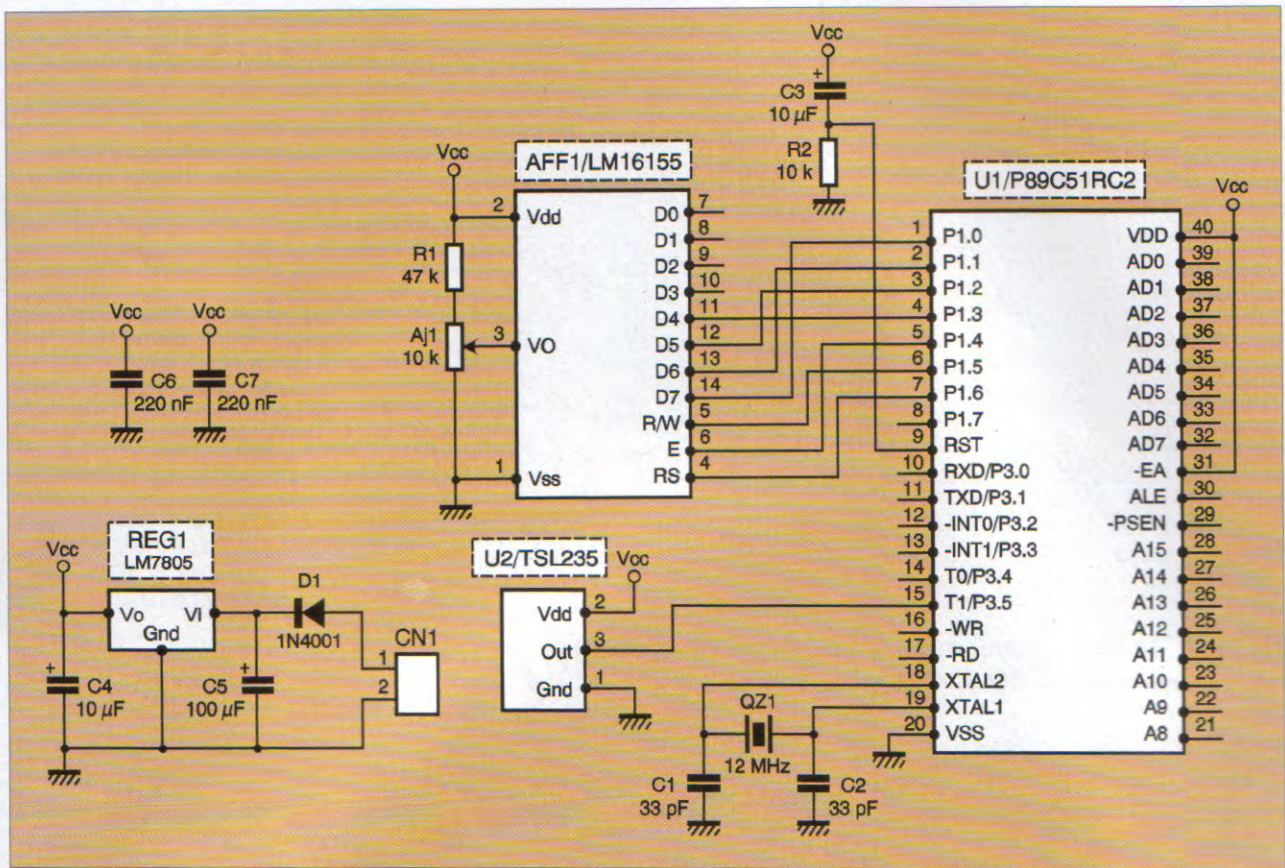 Vcc
+
C3
10 µF
R2
10 k
AFF1/LM16155
Vcc
2
Vdd
R1
47 k
Aj1
10 k
3
VO
1
Vss
D0
7
D1
8
D2
9
D3
10
D4
11
D5
12
D6
13
D7
14
R/W
5
E
6
RS
4
U1/P89C51RC2
Vcc
1
P1.0
2
P1.1
3
P1.2
4
P1.3
5
P1.4
6
P1.5
7
P1.6
8
P1.7
9
RST
10
RXD/P3.0
11
TXD/P3.1
12
-INT0/P3.2
13
-INT1/P3.3
14
T0/P3.4
15
T1/P3.5
16
-WR
17
-RD
18
XTAL2
19
XTAL1
20
VSS
VDD
40
AD0
39
AD1
38
AD2
37
AD3
36
AD4
35
AD5
34
AD6
33
AD7
32
-EA
31
ALE
30
-PSEN
29
A15
28
A14
27
A13
26
A12
25
A11
24
A10
23
A9
22
A8
21
Vcc
C6
220 nF
Vcc
C7
220 nF
Vcc
REG1
LM7805
Vo
VI
Gnd
D1
1N4001
CN1
1
2
+
C4
10 µF
+
C5
100 µF
U2/TSL235
Vcc
Vdd
2
Out
3
Gnd
1
QZ1
12 MHz
C1
33 pF
C2
33 pF